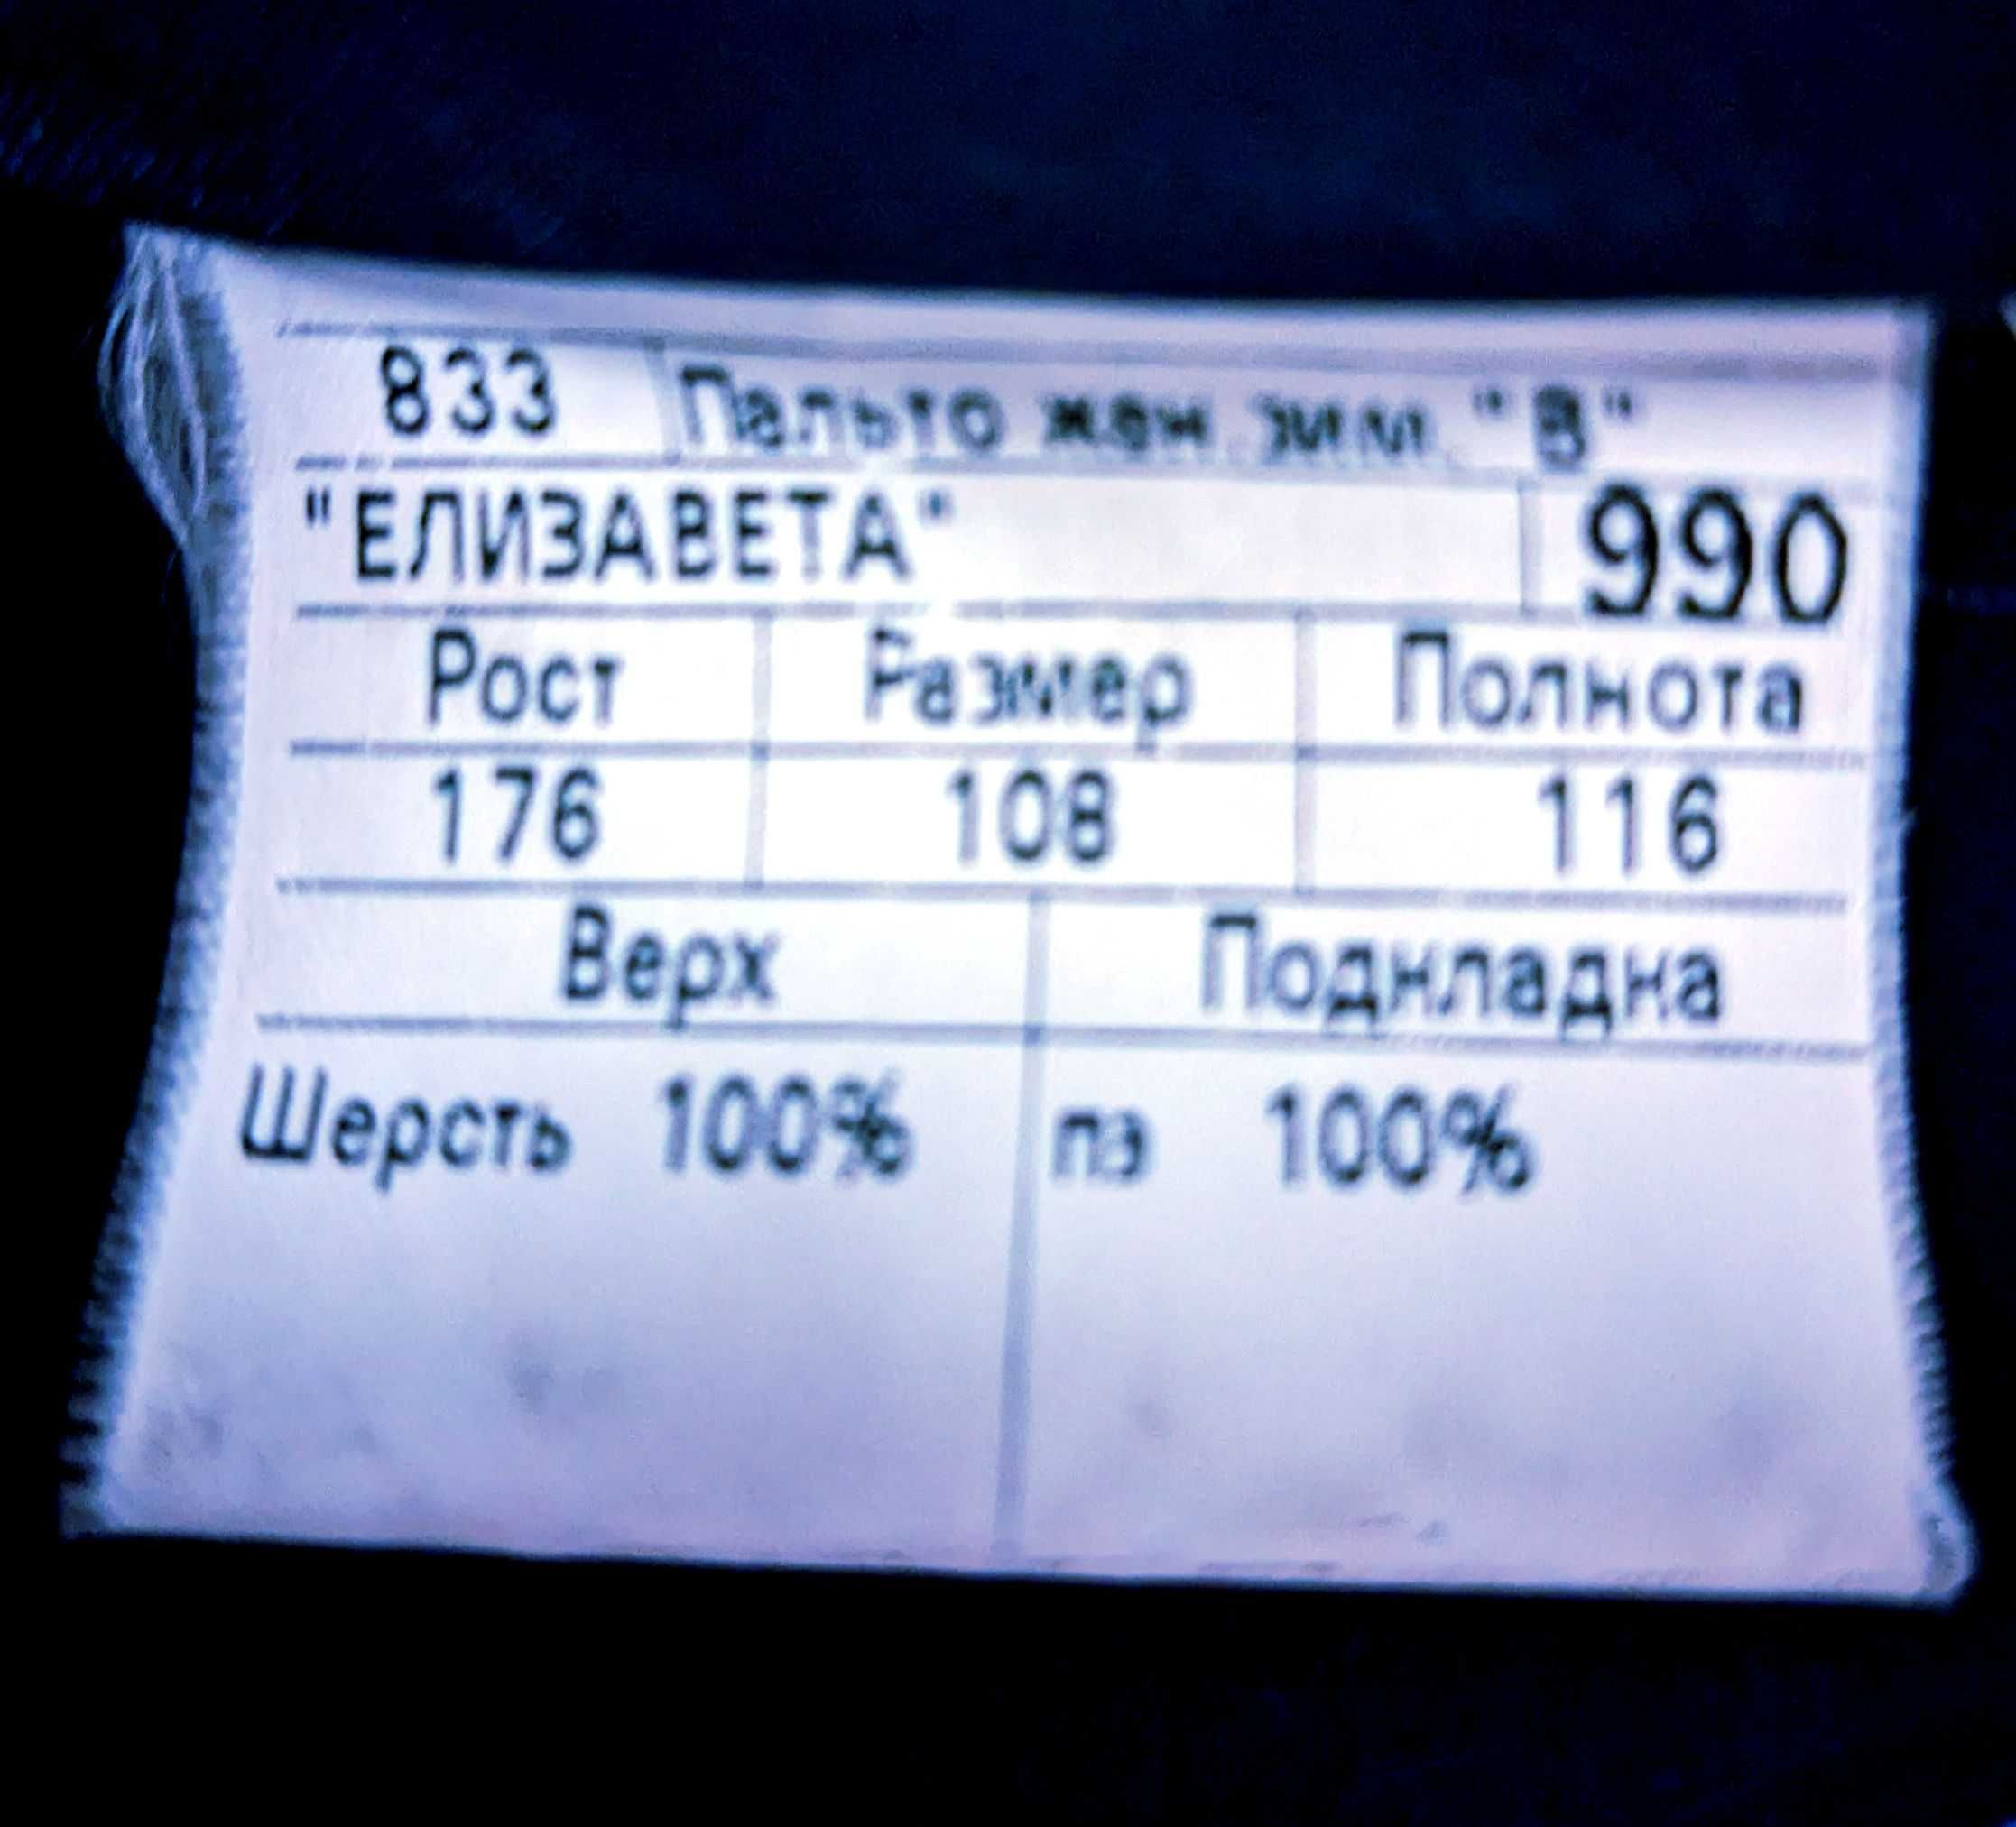 833 Пальто жен. зим. "В"
"ЕЛИЗАВЕТА" 990
Рост Размер Полнота
176 108 116
Верх Подкладка
Шерсть 100% пэ 100%